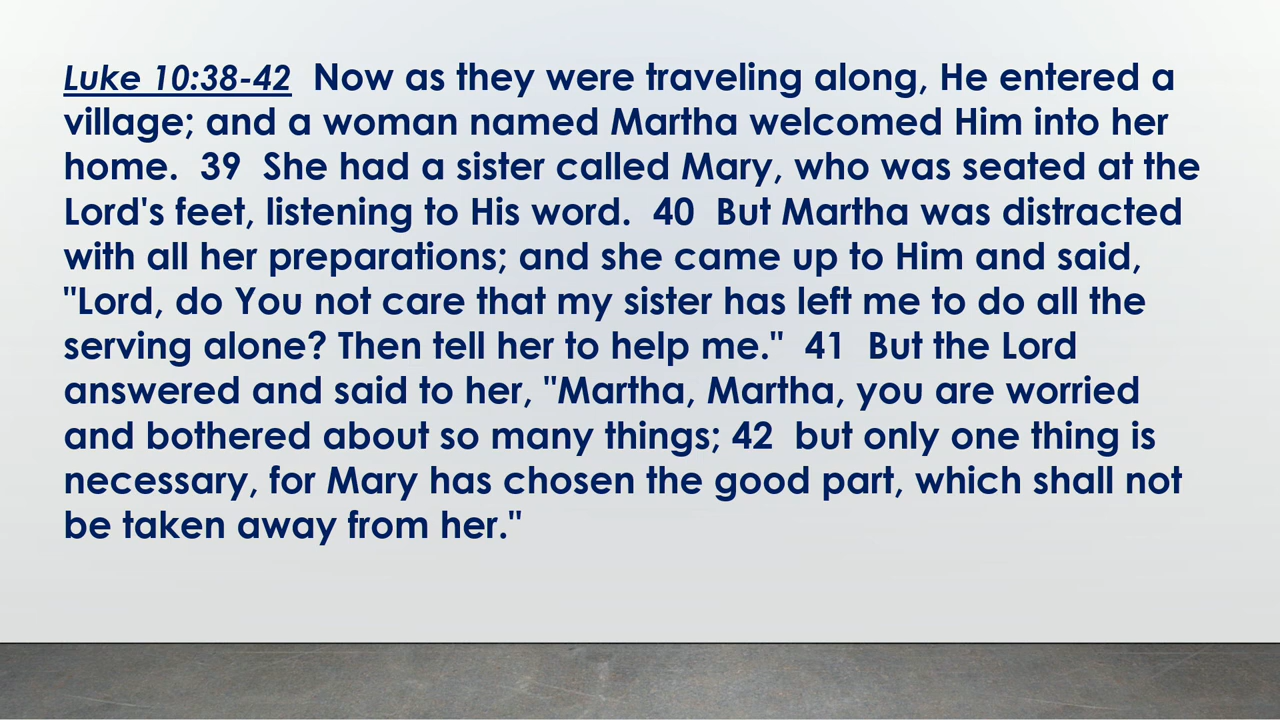 Luke 10:38-42  Now as they were traveling along, He entered a
village; and a woman named Martha welcomed Him into her
home.  39  She had a sister called Mary, who was seated at the
Lord's feet, listening to His word.  40  But Martha was distracted
with all her preparations; and she came up to Him and said,
"Lord, do You not care that my sister has left me to do all the
serving alone? Then tell her to help me."  41  But the Lord
answered and said to her, "Martha, Martha, you are worried
and bothered about so many things; 42  but only one thing is
necessary, for Mary has chosen the good part, which shall not
be taken away from her."